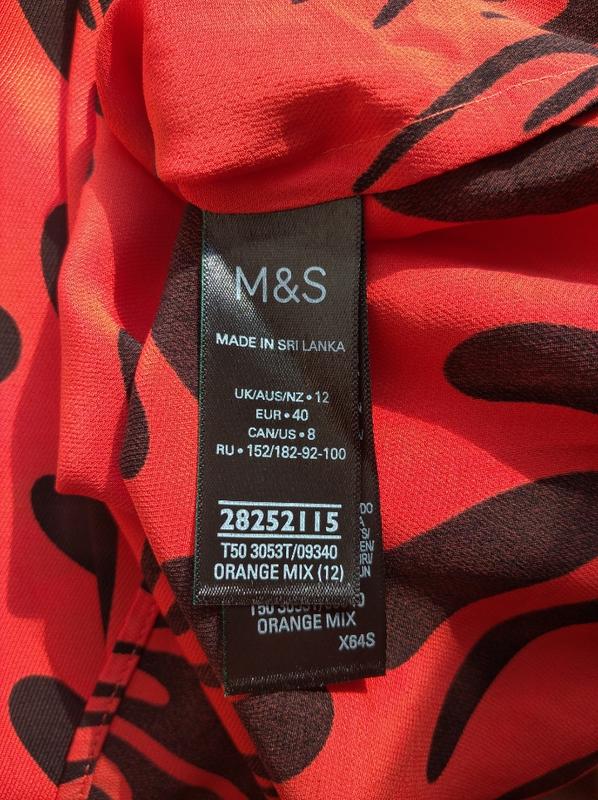 M&S
MADE IN SRI LANKA
UK/AUS/NZ • 12
EUR • 40
CAN/US • 8
RU • 152/182-92-100
28252115
T50 3053T/09340
ORANGE MIX (12)
ORANGE MIX
X64S